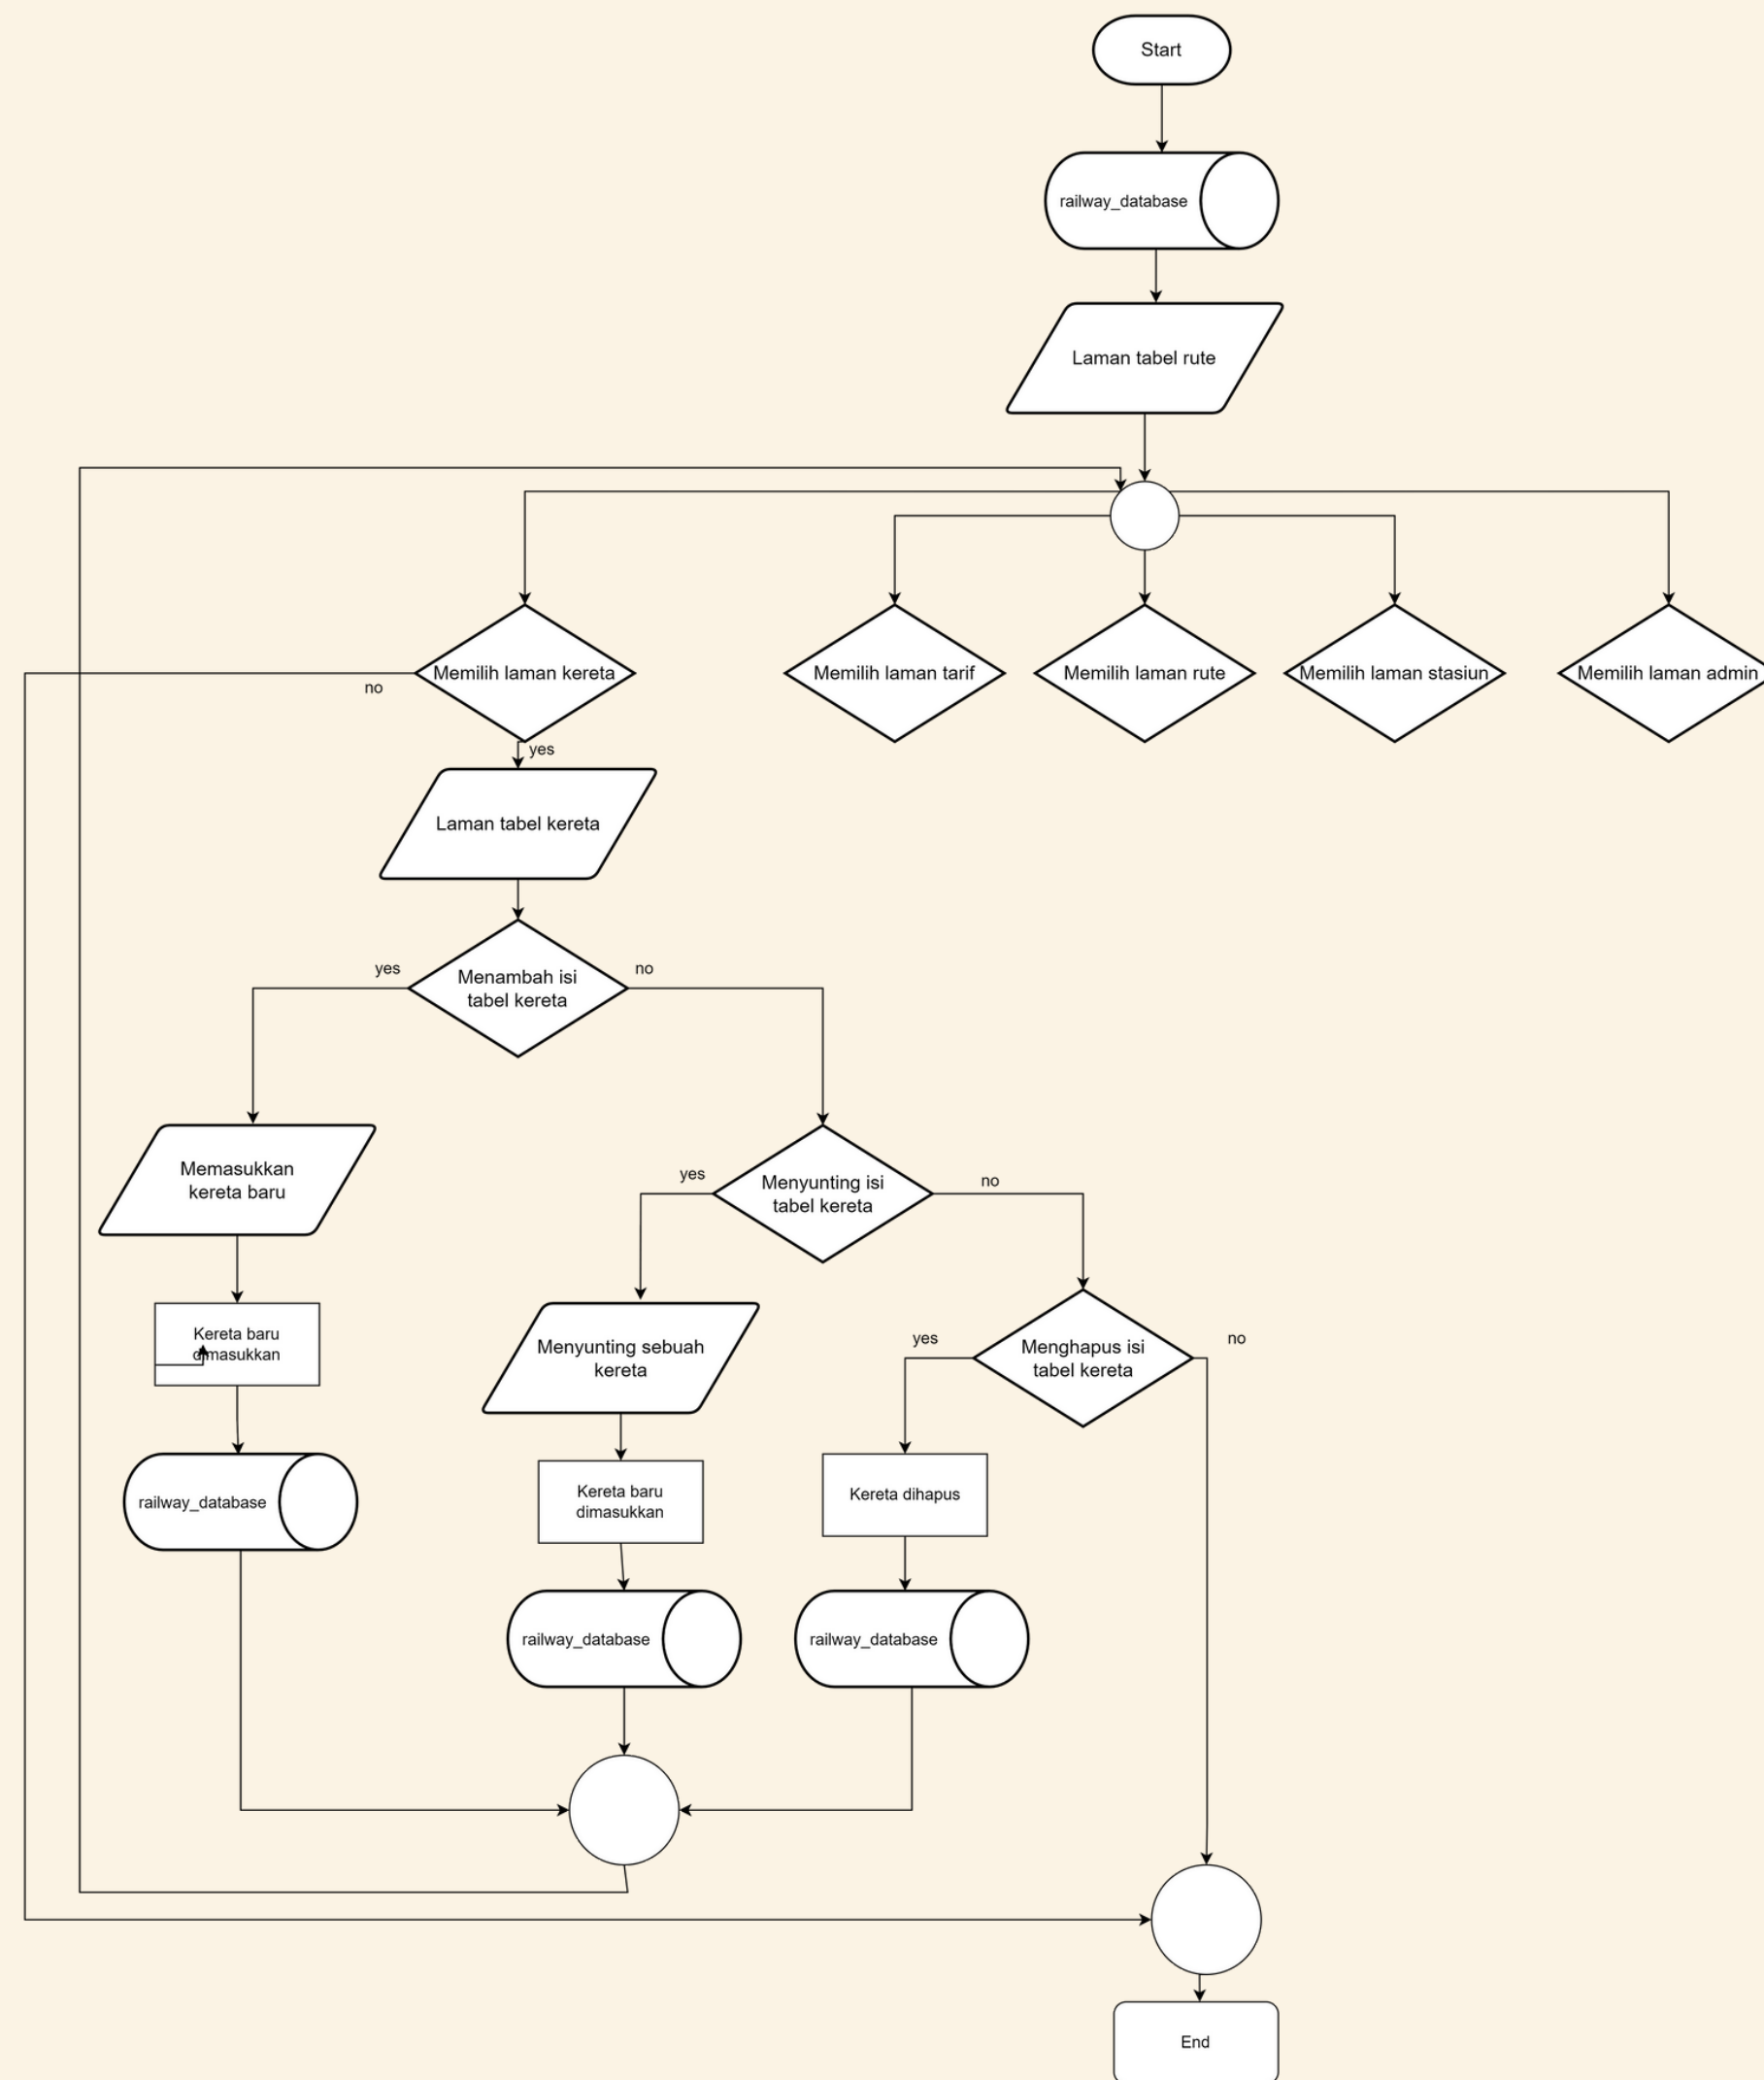 Start
railway_database
Laman tabel rute
Memilih laman kereta
Memilih laman tarif
Memilih laman rute
Memilih laman stasiun
Memilih laman admin
no
yes
Laman tabel kereta
yes
no
Menambah isi
tabel kereta
Memasukkan
kereta baru
yes
no
Menyunting isi
tabel kereta
Kereta baru
dimasukkan
Menyunting sebuah
kereta
yes
no
Menghapus isi
tabel kereta
railway_database
Kereta baru
dimasukkan
Kereta dihapus
railway_database
railway_database
End